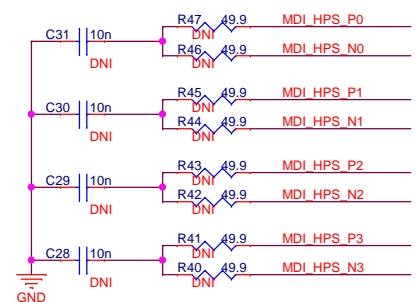 R47 49.9 MDI_HPS_P0
C31 10n DNI
R46 49.9 MDI_HPS_N0
DNI DNI
R45 49.9 MDI_HPS_P1
C30 10n DNI
R44 49.9 MDI_HPS_N1
DNI DNI
R43 49.9 MDI_HPS_P2
C29 10n DNI
R42 49.9 MDI_HPS_N2
DNI DNI
R41 49.9 MDI_HPS_P3
C28 10n DNI
R40 49.9 MDI_HPS_N3
DNI DNI
GND